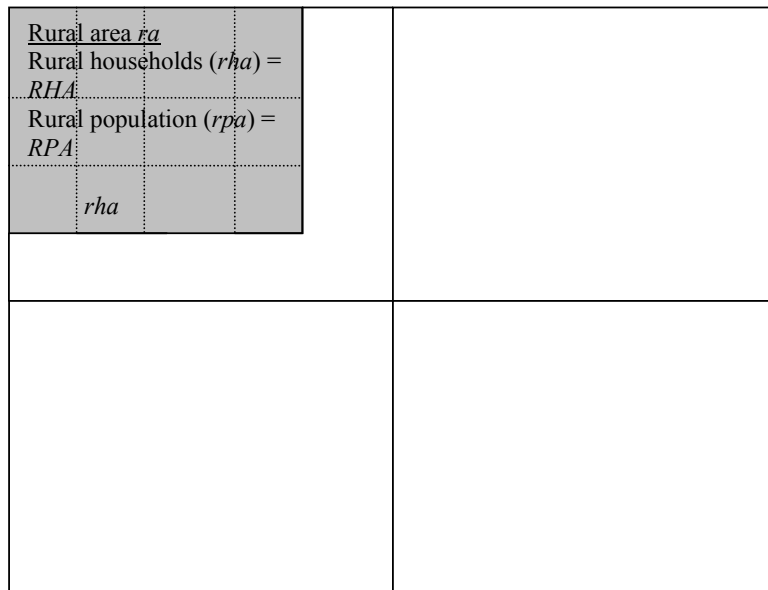 Rural area ra
Rural households (rha) =
RHA
Rural population (rpa) =
RPA
rha